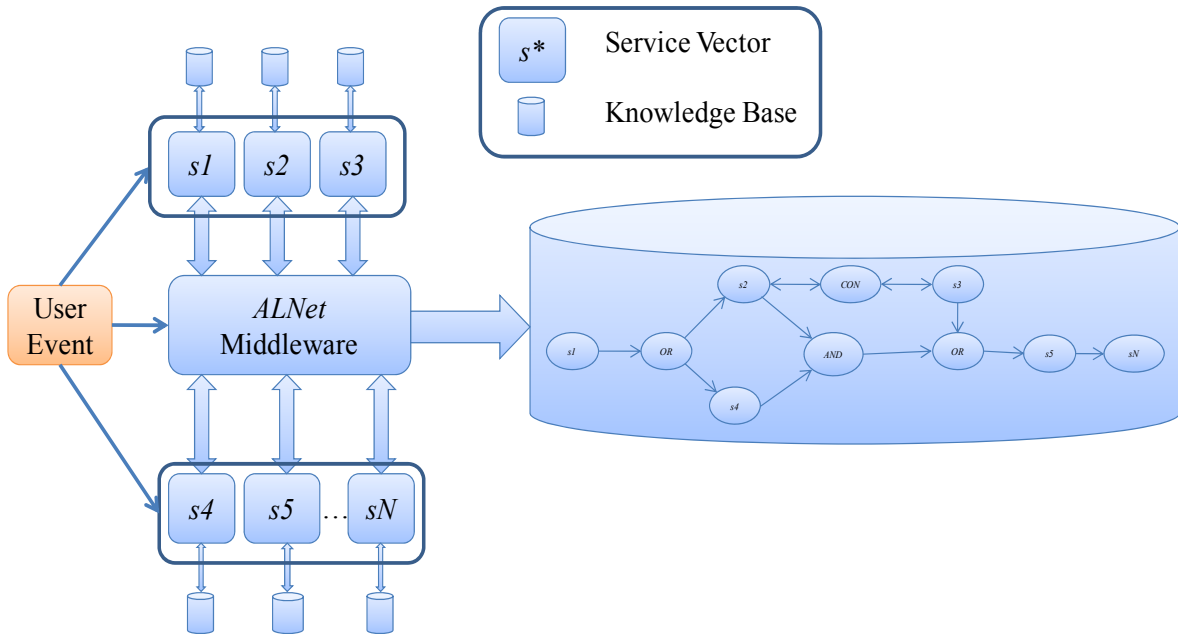 s*
Service Vector
Knowledge Base
s1
s2
s3
User
Event
ALNet
Middleware
s4
s5
...
sN
s2
CON
s3
s1
OR
AND
OR
s5
sN
s4